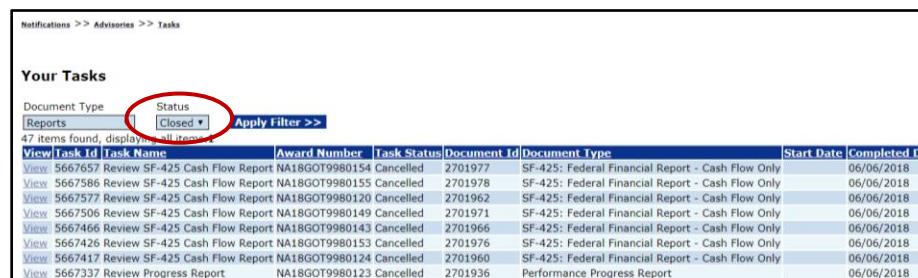 Notifications >> Advisories >> Tasks
Your Tasks
Document Type Status
Reports Closed Apply Filter >>
47 items found, displaying all items.1
View Task Id Task Name Award Number Task Status Document Id Document Type Start Date Completed D
View 5667657 Review SF-425 Cash Flow Report NA18GOT9980154 Cancelled 2701977 SF-425: Federal Financial Report - Cash Flow Only 06/06/2018
View 5667586 Review SF-425 Cash Flow Report NA18GOT9980155 Cancelled 2701978 SF-425: Federal Financial Report - Cash Flow Only 06/06/2018
View 5667577 Review SF-425 Cash Flow Report NA18GOT9980120 Cancelled 2701962 SF-425: Federal Financial Report - Cash Flow Only 06/06/2018
View 5667506 Review SF-425 Cash Flow Report NA18GOT9980149 Cancelled 2701971 SF-425: Federal Financial Report - Cash Flow Only 06/06/2018
View 5667466 Review SF-425 Cash Flow Report NA18GOT9980143 Cancelled 2701966 SF-425: Federal Financial Report - Cash Flow Only 06/06/2018
View 5667426 Review SF-425 Cash Flow Report NA18GOT9980153 Cancelled 2701976 SF-425: Federal Financial Report - Cash Flow Only 06/06/2018
View 5667417 Review SF-425 Cash Flow Report NA18GOT9980124 Cancelled 2701960 SF-425: Federal Financial Report - Cash Flow Only 06/06/2018
View 5667337 Review Progress Report NA18GOT9980123 Cancelled 2701936 Performance Progress Report 06/06/2018